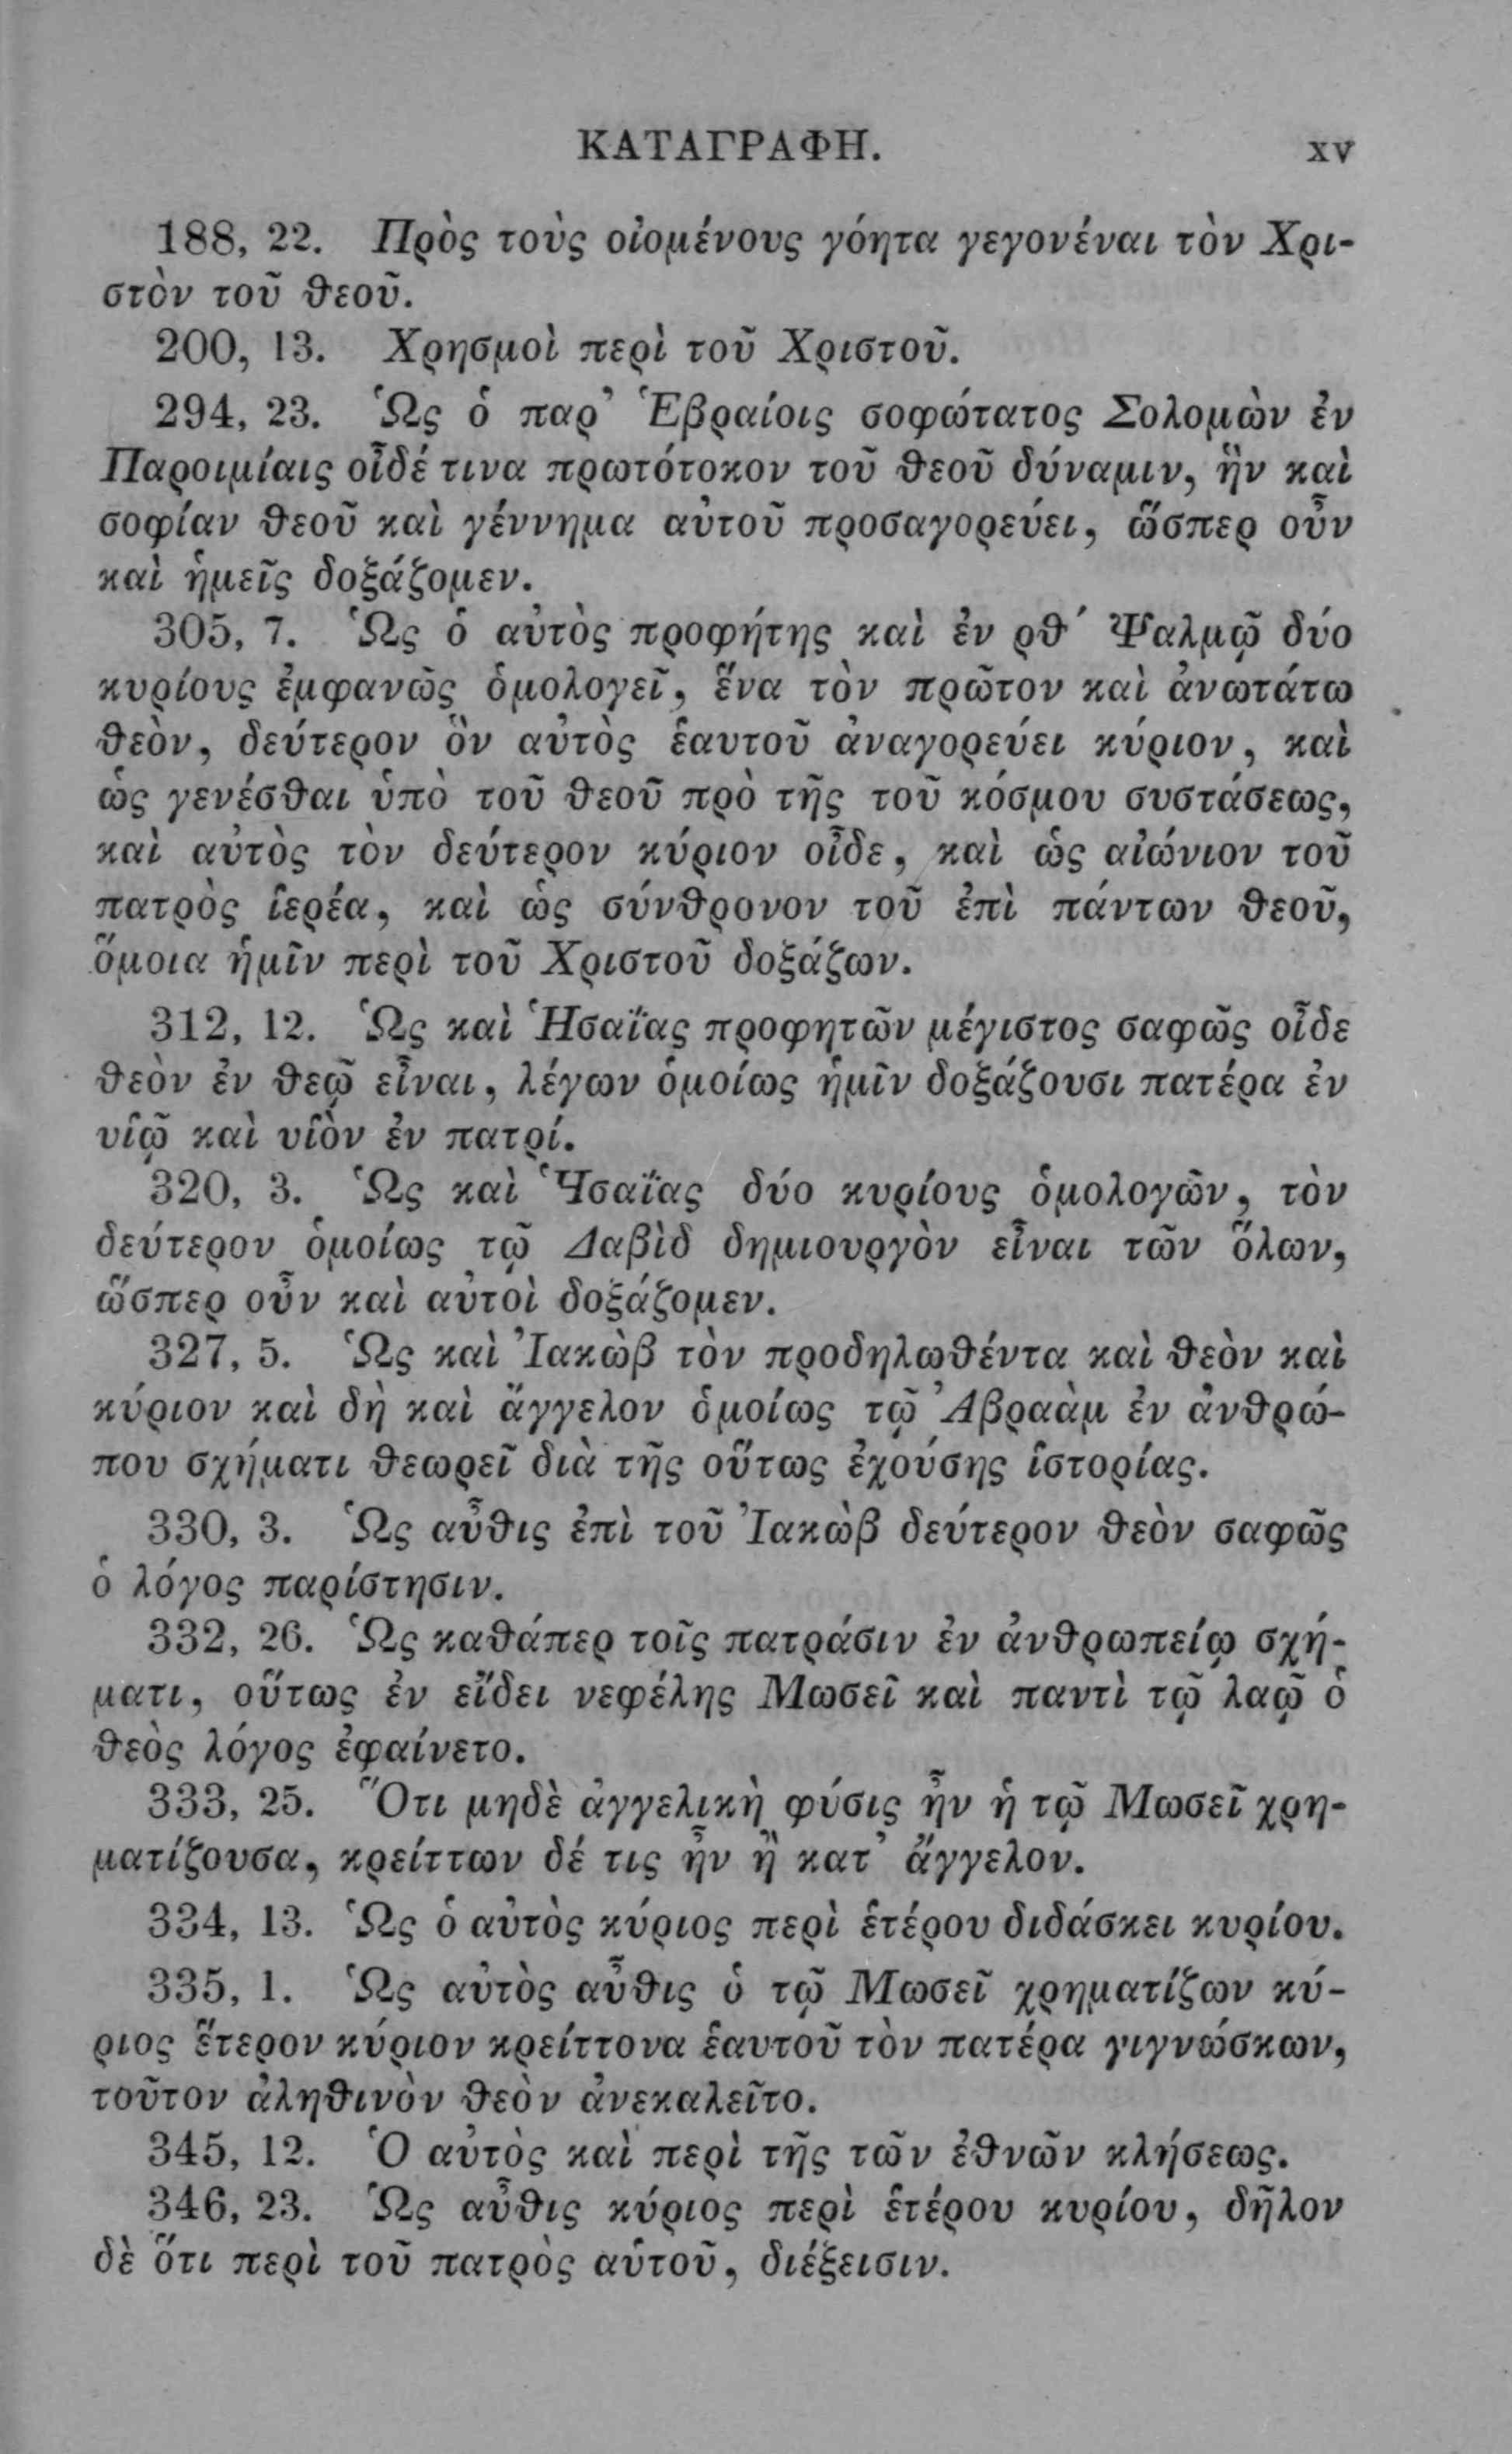 ΚΑΤΑΓΡΑΦΗ. xv
188, 22. Πρὸς τοὺς οἰομένους γόητα γεγονέναι τὸν Χρι-
στὸν τοῦ θεοῦ.
200, 13. Χρησμοὶ περὶ τοῦ Χριστοῦ.
294, 23. Ὡς ὁ παρ’ Ἑβραίοις σοφώτατος Σολομὼν ἐν
Παροιμίαις οἶδέ τινα πρωτότοκον τοῦ θεοῦ δύναμιν, ἣν καὶ
σοφίαν θεοῦ καὶ γέννημα αὐτοῦ προσαγορεύει, ὥσπερ οὖν
καὶ ἡμεῖς δοξάζομεν.
305, 7. Ὡς ὁ αὐτὸς προφήτης καὶ ἐν ρθ´ Ψαλμῷ δύο
κυρίους ἐμφανῶς ὁμολογεῖ, ἕνα τὸν πρῶτον καὶ ἀνωτάτω
θεὸν, δεύτερον ὃν αὐτὸς ἑαυτοῦ ἀναγορεύει κύριον, καὶ
ὡς γενέσθαι ὑπὸ τοῦ θεοῦ πρὸ τῆς τοῦ κόσμου συστάσεως,
καὶ αὐτὸς τὸν δεύτερον κύριον οἶδε, καὶ ὡς αἰώνιον τοῦ
πατρὸς ἱερέα, καὶ ὡς σύνθρονον τοῦ ἐπὶ πάντων θεοῦ,
ὅμοια ἡμῖν περὶ τοῦ Χριστοῦ δοξάζων.
312, 12. Ὡς καὶ Ἡσαΐας προφητῶν μέγιστος σαφῶς οἶδε
θεὸν ἐν θεῷ εἶναι, λέγων ὁμοίως ἡμῖν δοξάζουσι πατέρα ἐν
υἱῷ καὶ υἱὸν ἐν πατρί.
320, 3. Ὡς καὶ Ἡσαΐας δύο κυρίους ὁμολογῶν, τὸν
δεύτερον ὁμοίως τῷ Δαβὶδ δημιουργὸν εἶναι τῶν ὅλων,
ὥσπερ οὖν καὶ αὐτοὶ δοξάζομεν.
327, 5. Ὡς καὶ Ἰακὼβ τὸν προδηλωθέντα καὶ θεὸν καὶ
κύριον καὶ δὴ καὶ ἄγγελον ὁμοίως τῷ Ἀβραὰμ ἐν ἀνθρώ-
που σχήματι θεωρεῖ διὰ τῆς οὕτως ἐχούσης ἱστορίας.
330, 3. Ὡς αὖθις ἐπὶ τοῦ Ἰακὼβ δεύτερον θεὸν σαφῶς
ὁ λόγος παρίστησιν.
332, 26. Ὡς καθάπερ τοῖς πατράσιν ἐν ἀνθρωπείῳ σχή-
ματι, οὕτως ἐν εἴδει νεφέλης Μωσεῖ καὶ παντὶ τῷ λαῷ ὁ
θεὸς λόγος ἐφαίνετο.
333, 25. Ὅτι μηδὲ ἀγγελικὴ φύσις ἦν ἡ τῷ Μωσεῖ χρη-
ματίζουσα, κρείττων δέ τις ἦν ἢ κατ’ ἄγγελον.
334, 13. Ὡς ὁ αὐτὸς κύριος περὶ ἑτέρου διδάσκει κυρίου.
335, 1. Ὡς αὐτὸς αὖθις ὁ τῷ Μωσεῖ χρηματίζων κύ-
ριος ἕτερον κύριον κρείττονα ἑαυτοῦ τὸν πατέρα γιγνώσκων,
τοῦτον ἀληθινὸν θεὸν ἀνεκαλεῖτο.
345, 12. Ὁ αὐτὸς καὶ περὶ τῆς τῶν ἐθνῶν κλήσεως.
346, 23. Ὡς αὖθις κύριος περὶ ἑτέρου κυρίου, δῆλον
δὲ ὅτι περὶ τοῦ πατρὸς αὑτοῦ, διέξεισιν.